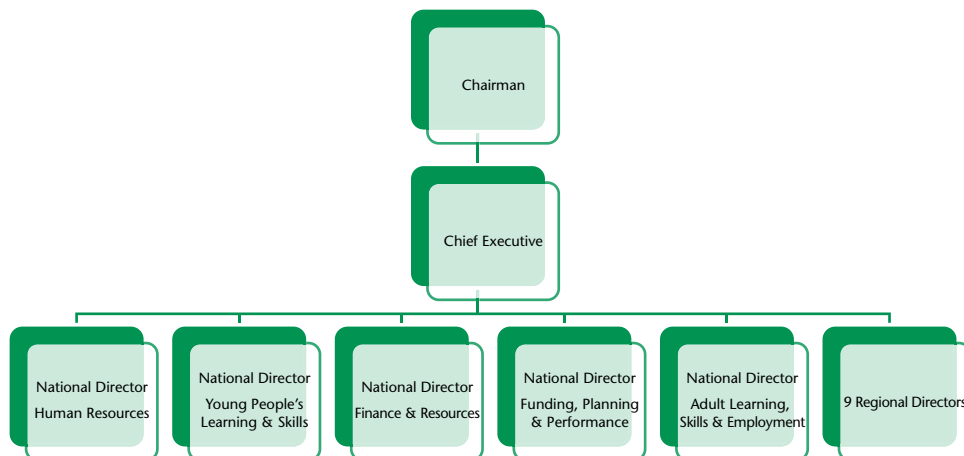 Chairman
Chief Executive
National Director
Human Resources
National Director
Young People's
Learning & Skills
National Director
Finance & Resources
National Director
Funding, Planning
& Performance
National Director
Adult Learning,
Skills & Employment
9 Regional Directors